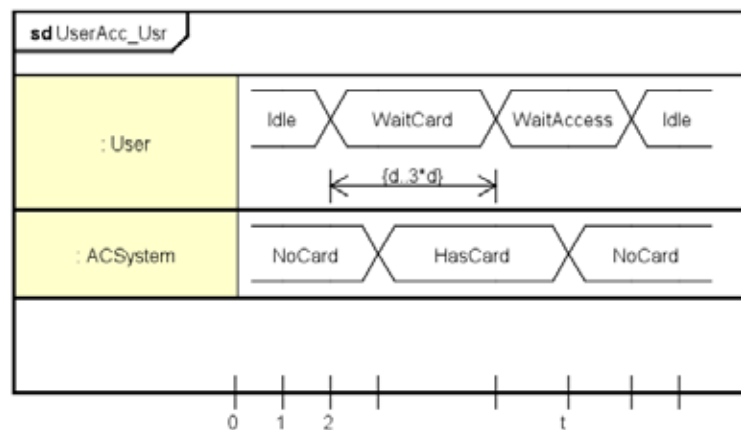 sd UserAcc_Usr
: User
Idle WaitCard WaitAccess Idle
{d..3*d}
: ACSystem
NoCard HasCard NoCard
0 1 2 t